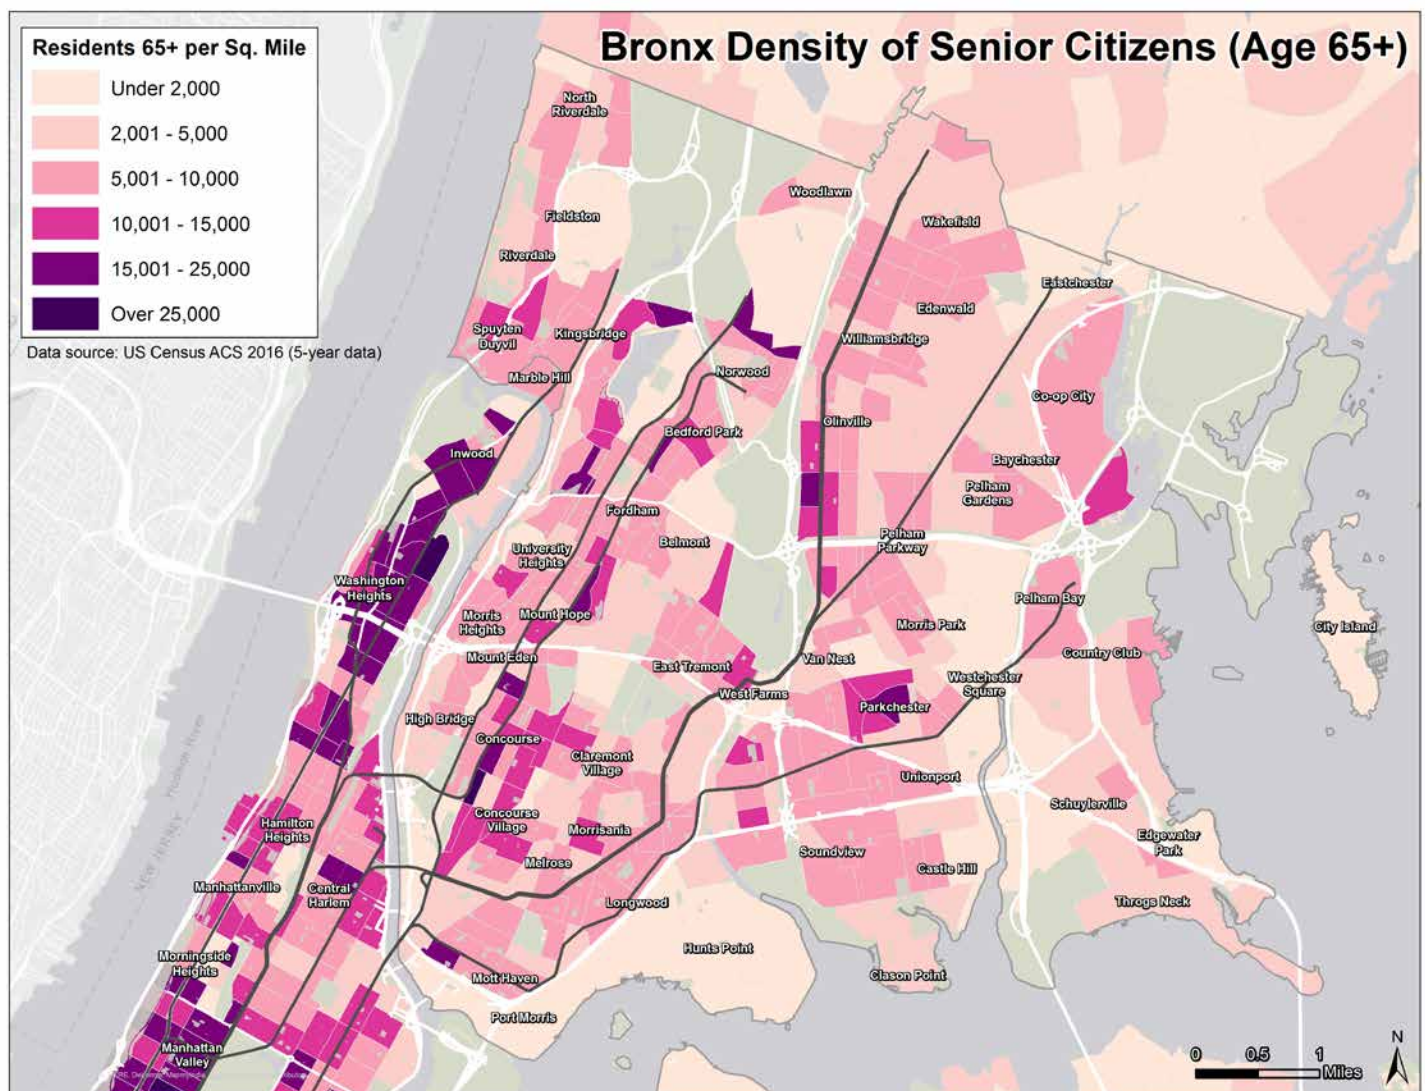 Bronx Density of Senior Citizens (Age 65+)
Residents 65+ per Sq. Mile
Under 2,000
2,001 - 5,000
5,001 - 10,000
10,001 - 15,000
15,001 - 25,000
Over 25,000
Data source: US Census ACS 2016 (5-year data)
North
Riverdale
Woodlawn
Fieldston
Wakefield
Riverdale
Eastchester
Edenwald
Spuyten
Duyvil
Kingsbridge
Williamsbridge
Marble Hill
Norwood
Co-op City
Olinville
Bedford Park
Inwood
Baychester
Pelham
Gardens
Fordham
Belmont
Pelham
Parkway
University
Heights
Washington
Heights
Pelham Bay
Mount Hope
Morris
Heights
Morris Park
City Island
Mount Eden
East Tremont
Van Nest
Country Club
Westchester
Square
West Farms
Parkchester
High Bridge
Concourse
Claremont
Village
Unionport
Schuylerville
Concourse
Village
Hamilton
Heights
Morrisania
Edgewater
Park
Melrose
Soundview
Castle Hill
Manhattanville
Central
Harlem
Longwood
Throgs Neck
Hunts Point
Morningside
Heights
Mott Haven
Clason Point
Port Morris
Manhattan
Valley
NEW JERSEY
Hudson River
N
0 0.5 1
Miles